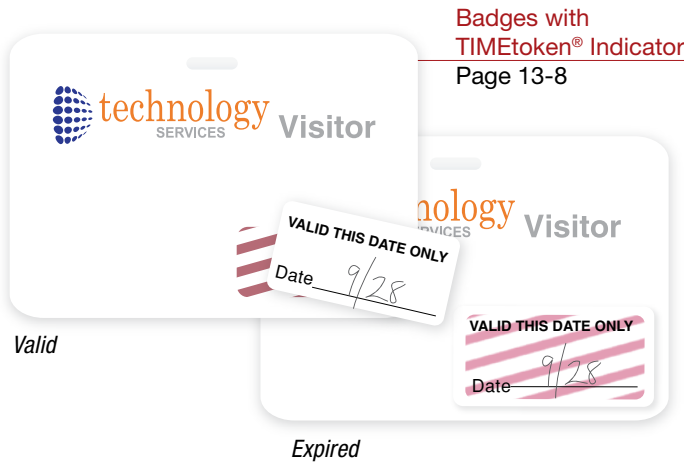 Badges with
TIMEtoken® Indicator
Page 13-8
technology
SERVICES
Visitor
VALID THIS DATE ONLY
Date 9/28
Valid
nology
RVICES
Visitor
VALID THIS DATE ONLY
Date 9/28
Expired